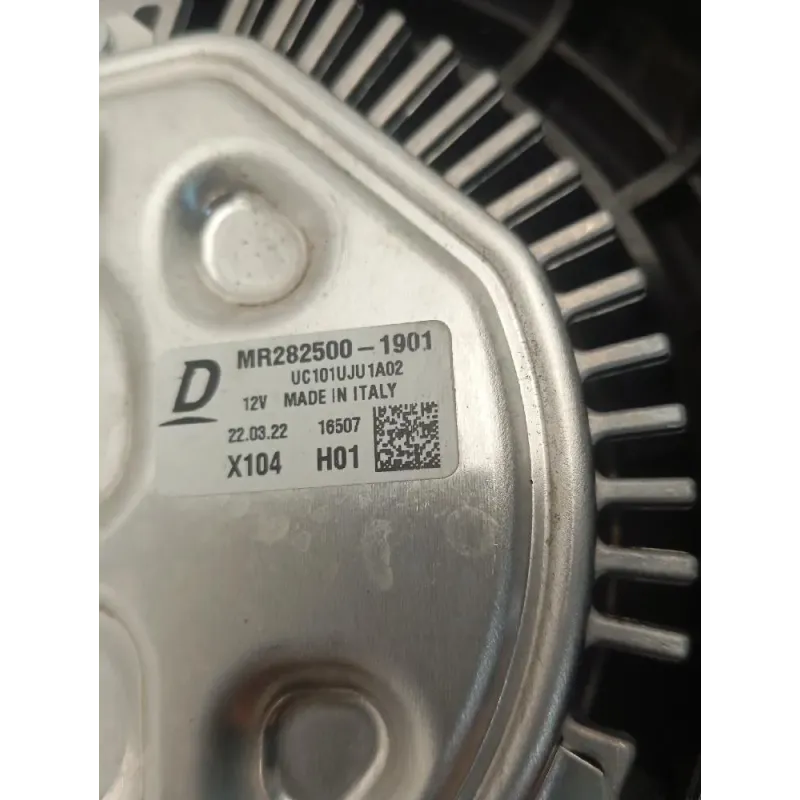 D
MR282500-1901
UC101UJU1A02
12V MADE IN ITALY
22.03.22 16507
X104 H01